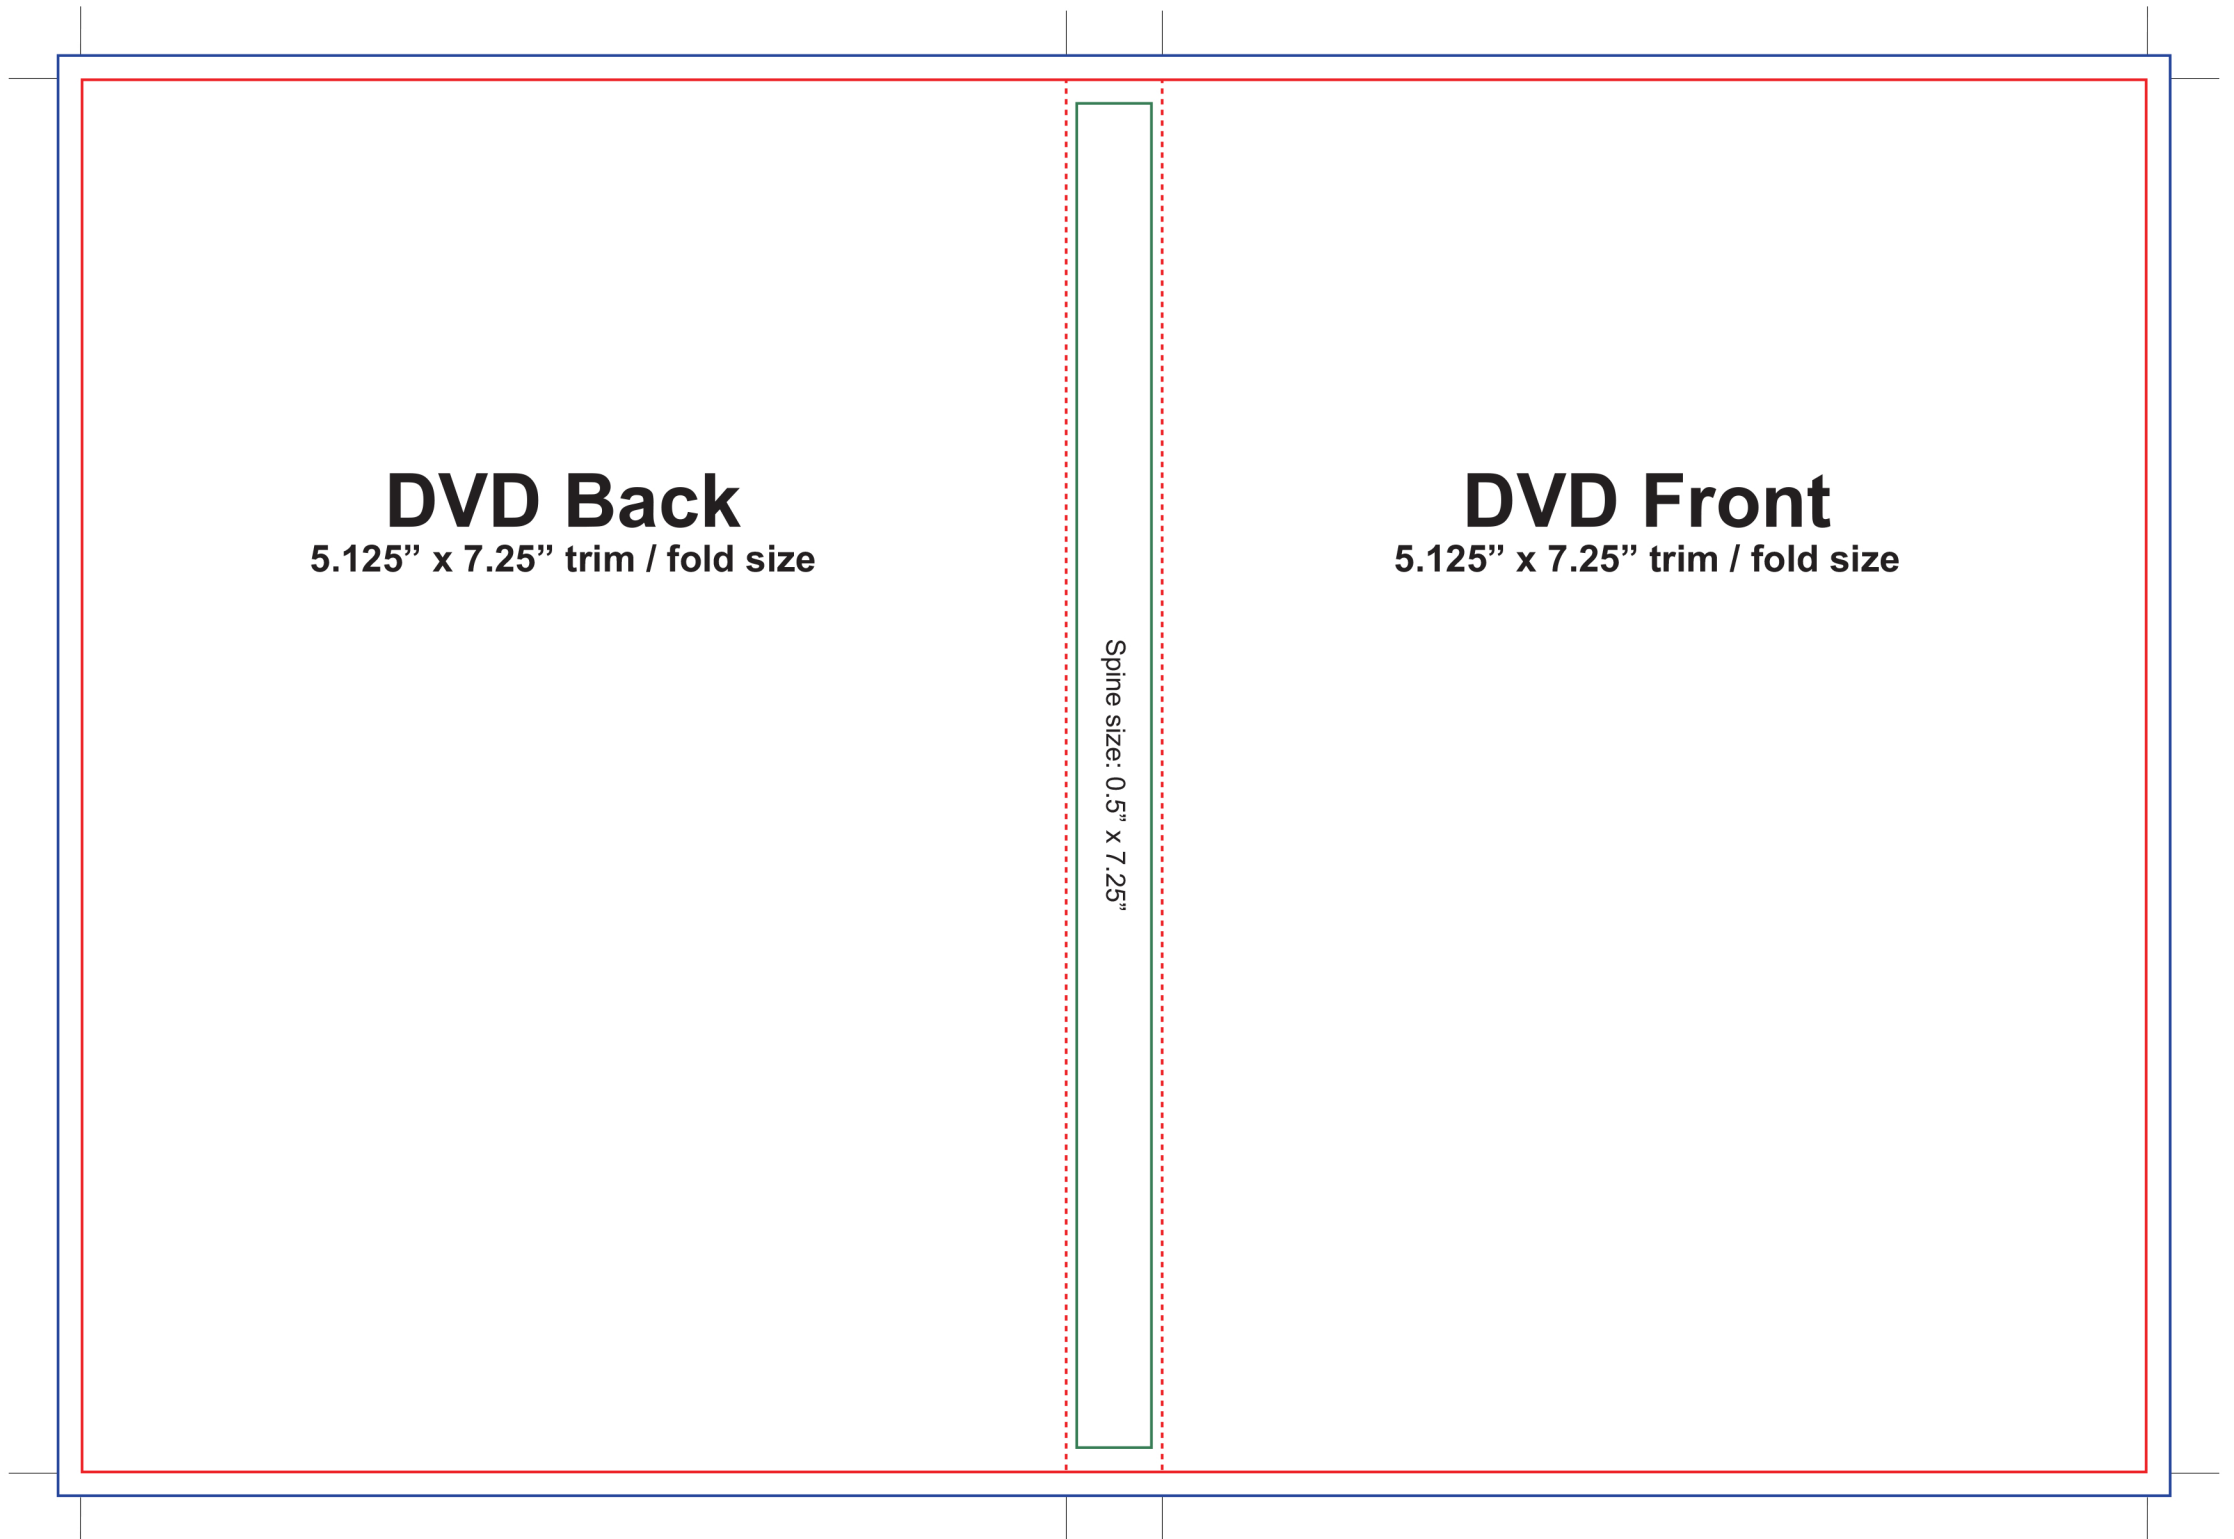 DVD Back
5.125” x 7.25” trim / fold size
Spine size: 0.5” x 7.25”
DVD Front
5.125” x 7.25” trim / fold size